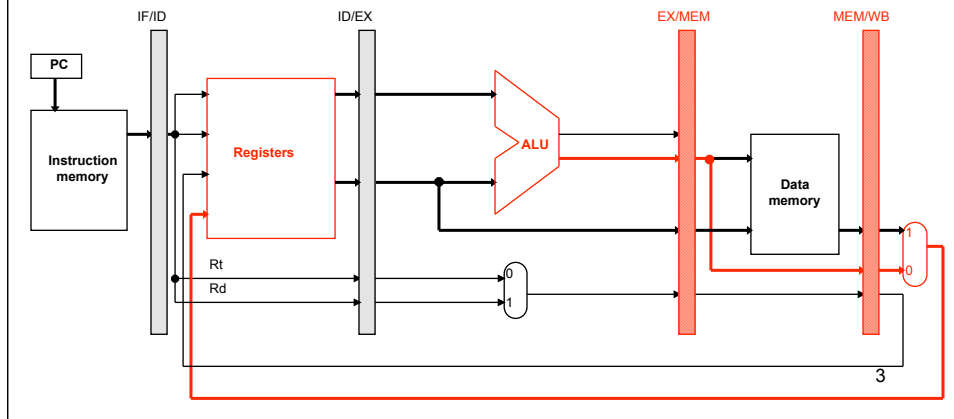 IF/ID
ID/EX
EX/MEM
MEM/WB
PC
Instruction
memory
Registers
ALU
Data
memory
1
0
Rt
Rd
0
1
3